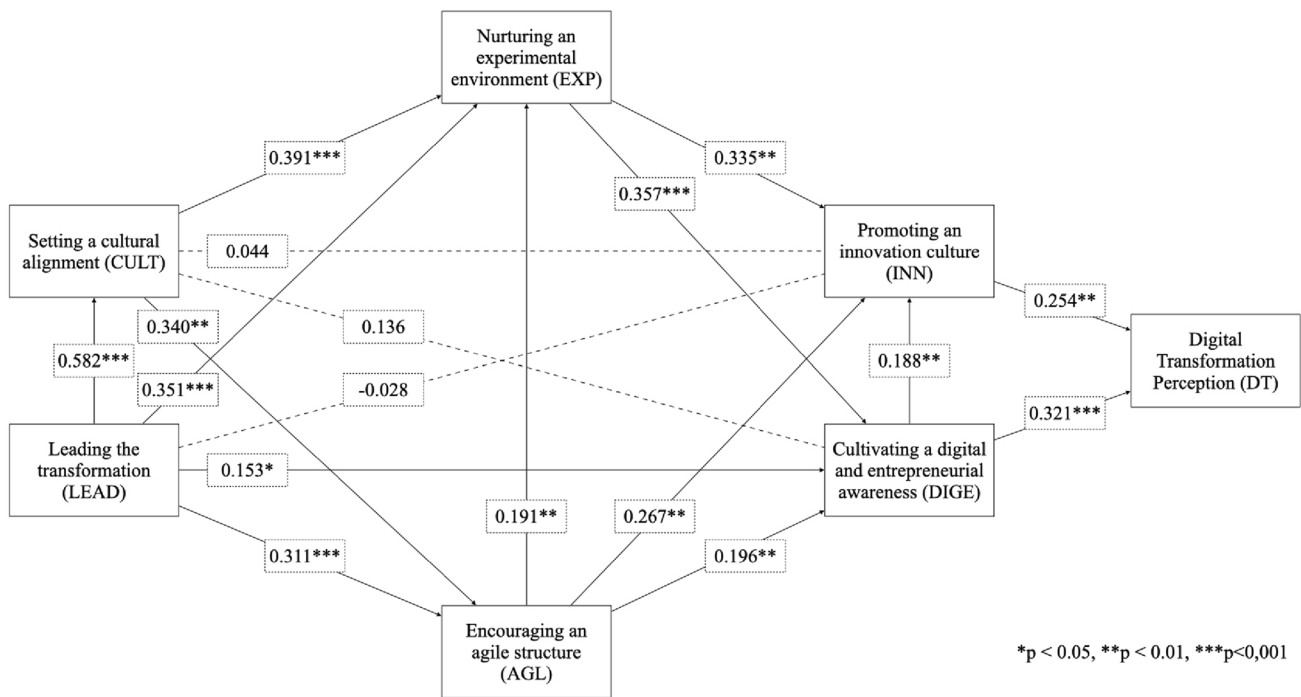 Nurturing an
experimental
environment (EXP)
0.391***
0.335**
0.357***
Setting a cultural
alignment (CULT)
0.044
Promoting an
innovation culture
(INN)
0.254**
0.340**
0.136
Digital
Transformation
Perception (DT)
0.582***
0.188**
0.351***
-0.028
0.321***
Leading the
transformation
(LEAD)
0.153*
Cultivating a digital
and entrepreneurial
awareness (DIGE)
0.191**
0.267**
0.311***
0.196**
Encouraging an
agile structure
(AGL)
*p < 0.05, **p < 0.01, ***p<0,001